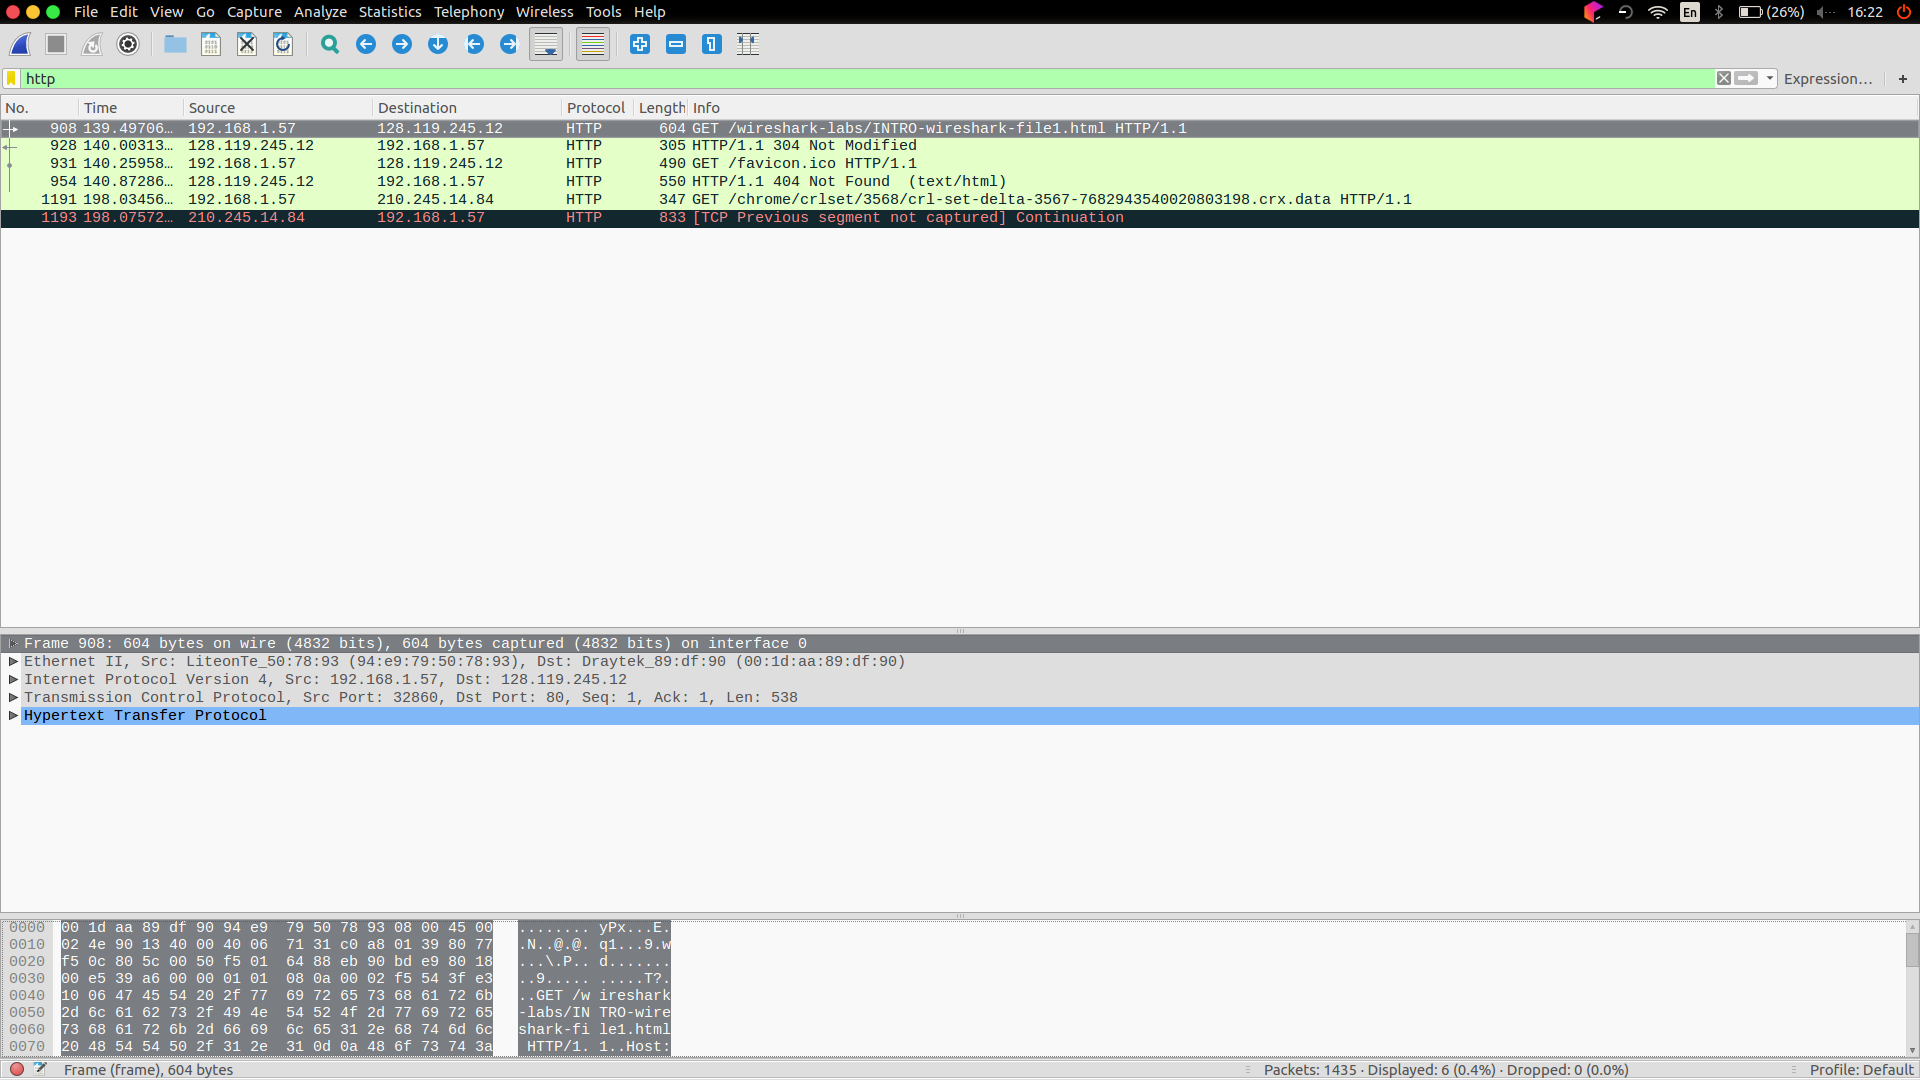 File Edit View Go Capture Analyze Statistics Telephony Wireless Tools Help En (26%) 16:22
http Expression… +
No. Time Source Destination Protocol Length Info
908 139.49706… 192.168.1.57 128.119.245.12 HTTP 604 GET /wireshark-labs/INTRO-wireshark-file1.html HTTP/1.1
928 140.00313… 128.119.245.12 192.168.1.57 HTTP 305 HTTP/1.1 304 Not Modified
931 140.25958… 192.168.1.57 128.119.245.12 HTTP 490 GET /favicon.ico HTTP/1.1
954 140.87286… 128.119.245.12 192.168.1.57 HTTP 550 HTTP/1.1 404 Not Found (text/html)
1191 198.03456… 192.168.1.57 210.245.14.84 HTTP 347 GET /chrome/crlset/3568/crl-set-delta-3567-7682943540020803198.crx.data HTTP/1.1
1193 198.07572… 210.245.14.84 192.168.1.57 HTTP 833 [TCP Previous segment not captured] Continuation
Frame 908: 604 bytes on wire (4832 bits), 604 bytes captured (4832 bits) on interface 0
Ethernet II, Src: LiteonTe_50:78:93 (94:e9:79:50:78:93), Dst: Draytek_89:df:90 (00:1d:aa:89:df:90)
Internet Protocol Version 4, Src: 192.168.1.57, Dst: 128.119.245.12
Transmission Control Protocol, Src Port: 32860, Dst Port: 80, Seq: 1, Ack: 1, Len: 538
Hypertext Transfer Protocol
0000 00 1d aa 89 df 90 94 e9 79 50 78 93 08 00 45 00 ........ yPx...E.
0010 02 4e 90 13 40 00 40 06 71 31 c0 a8 01 39 80 77 .N..@.@. q1...9.w
0020 f5 0c 80 5c 00 50 f5 01 64 88 eb 90 bd e9 80 18 ...\.P.. d.......
0030 00 e5 39 a6 00 00 01 01 08 0a 00 02 f5 54 3f e3 ..9..... .....T?.
0040 10 06 47 45 54 20 2f 77 69 72 65 73 68 61 72 6b ..GET /w ireshark
0050 2d 6c 61 62 73 2f 49 4e 54 52 4f 2d 77 69 72 65 -labs/IN TRO-wire
0060 73 68 61 72 6b 2d 66 69 6c 65 31 2e 68 74 6d 6c shark-fi le1.html
0070 20 48 54 54 50 2f 31 2e 31 0d 0a 48 6f 73 74 3a HTTP/1. 1..Host:
Frame (frame), 604 bytes Packets: 1435 · Displayed: 6 (0.4%) · Dropped: 0 (0.0%) Profile: Default